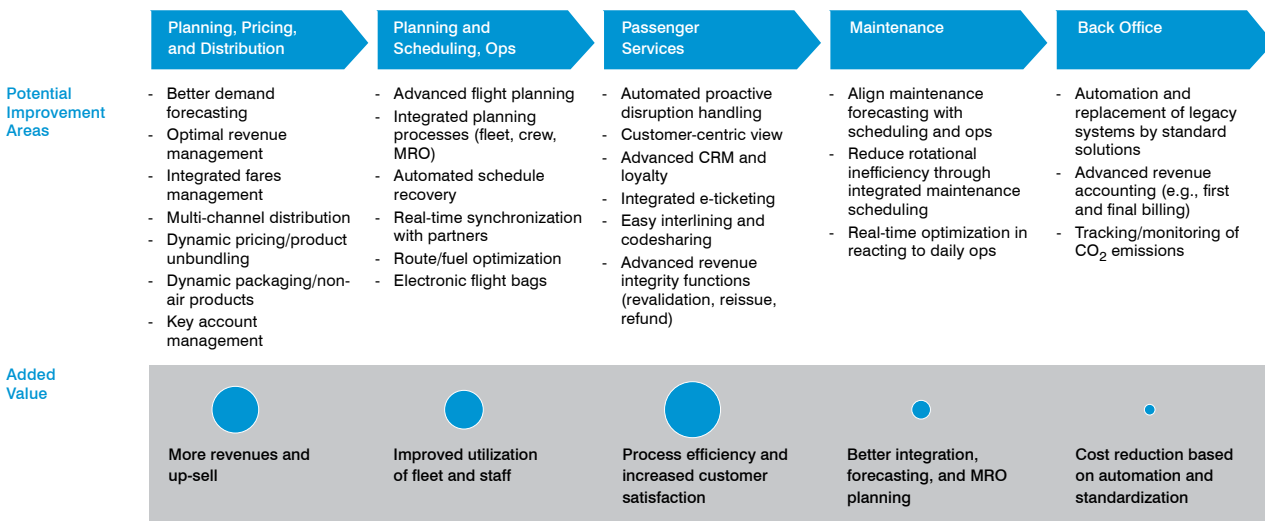 Planning, Pricing,
and Distribution
Planning and
Scheduling, Ops
Passenger
Services
Maintenance
Back Office
Potential
Improvement
Areas
- Better demand
forecasting
- Optimal revenue
management
- Integrated fares
management
- Multi-channel distribution
- Dynamic pricing/product
unbundling
- Dynamic packaging/non-
air products
- Key account
management
- Advanced flight planning
- Integrated planning
processes (fleet, crew,
MRO)
- Automated schedule
recovery
- Real-time synchronization
with partners
- Route/fuel optimization
- Electronic flight bags
- Automated proactive
disruption handling
- Customer-centric view
- Advanced CRM and
loyalty
- Integrated e-ticketing
- Easy interlining and
codesharing
- Advanced revenue
integrity functions
(revalidation, reissue,
refund)
- Align maintenance
forecasting with
scheduling and ops
- Reduce rotational
inefficiency through
integrated maintenance
scheduling
- Real-time optimization in
reacting to daily ops
- Automation and
replacement of legacy
systems by standard
solutions
- Advanced revenue
accounting (e.g., first
and final billing)
- Tracking/monitoring of
CO2 emissions
Added
Value
More revenues and
up-sell
Improved utilization
of fleet and staff
Process efficiency and
increased customer
satisfaction
Better integration,
forecasting, and MRO
planning
Cost reduction based
on automation and
standardization